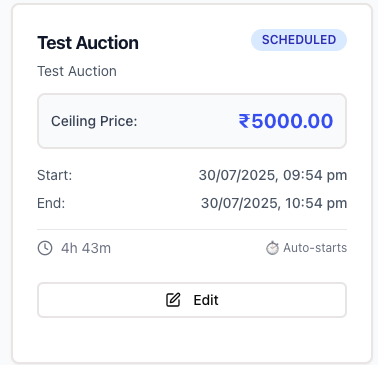 Test Auction SCHEDULED
Test Auction
Ceiling Price: ₹5000.00
Start: 30/07/2025, 09:54 pm
End: 30/07/2025, 10:54 pm
4h 43m ⏱️ Auto-starts
Edit